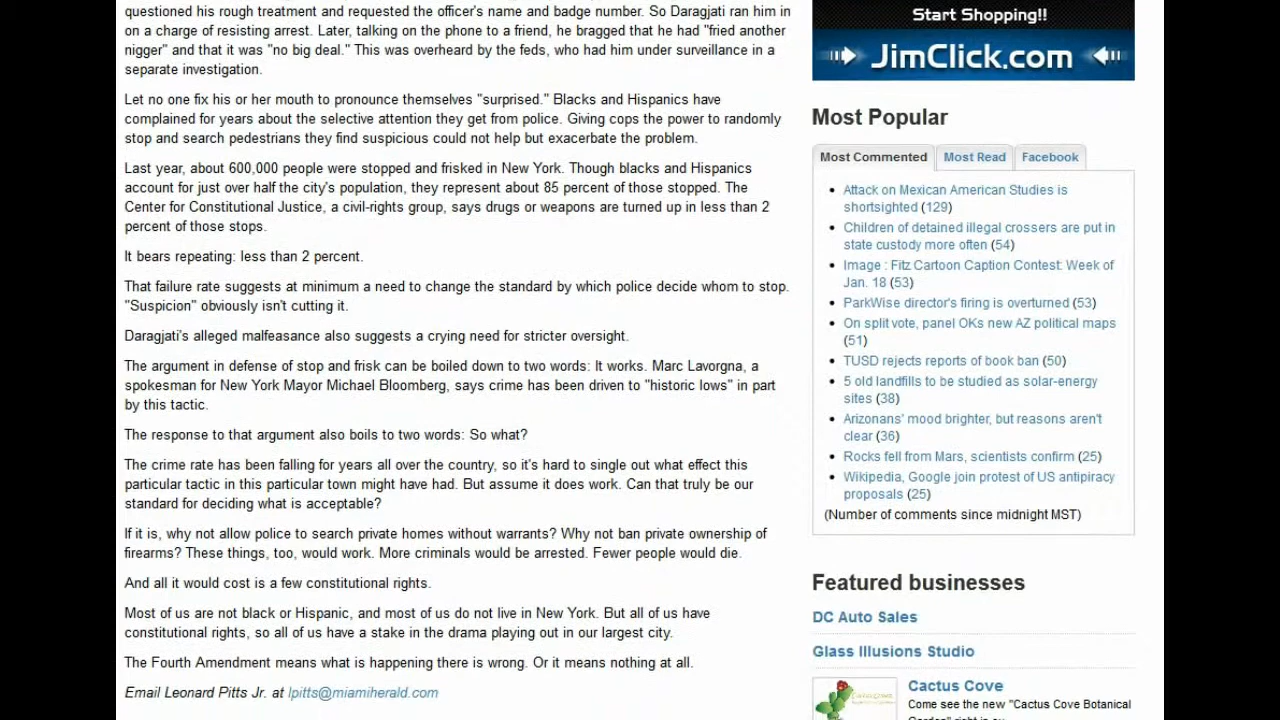 questioned his rough treatment and requested the officer's name and badge number. So Daragjati ran him in
on a charge of resisting arrest. Later, talking on the phone to a friend, he bragged that he had "fried another
nigger" and that it was "no big deal." This was overheard by the feds, who had him under surveillance in a
separate investigation.
Let no one fix his or her mouth to pronounce themselves "surprised." Blacks and Hispanics have
complained for years about the selective attention they get from police. Giving cops the power to randomly
stop and search pedestrians they find suspicious could not help but exacerbate the problem.
Last year, about 600,000 people were stopped and frisked in New York. Though blacks and Hispanics
account for just over half the city's population, they represent about 85 percent of those stopped. The
Center for Constitutional Justice, a civil-rights group, says drugs or weapons are turned up in less than 2
percent of those stops.
It bears repeating: less than 2 percent.
That failure rate suggests at minimum a need to change the standard by which police decide whom to stop.
"Suspicion" obviously isn't cutting it.
Daragjati's alleged malfeasance also suggests a crying need for stricter oversight.
The argument in defense of stop and frisk can be boiled down to two words: It works. Marc Lavorgna, a
spokesman for New York Mayor Michael Bloomberg, says crime has been driven to "historic lows" in part
by this tactic.
The response to that argument also boils to two words: So what?
The crime rate has been falling for years all over the country, so it's hard to single out what effect this
particular tactic in this particular town might have had. But assume it does work. Can that truly be our
standard for deciding what is acceptable?
If it is, why not allow police to search private homes without warrants? Why not ban private ownership of
firearms? These things, too, would work. More criminals would be arrested. Fewer people would die.
And all it would cost is a few constitutional rights.
Most of us are not black or Hispanic, and most of us do not live in New York. But all of us have
constitutional rights, so all of us have a stake in the drama playing out in our largest city.
The Fourth Amendment means what is happening there is wrong. Or it means nothing at all.
Email Leonard Pitts Jr. at lpitts@miamiherald.com
Start Shopping!!
JimClick.com
Most Popular
Most Commented Most Read Facebook
Attack on Mexican American Studies is
shortsighted (129)
Children of detained illegal crossers are put in
state custody more often (54)
Image : Fitz Cartoon Caption Contest: Week of
Jan. 18 (53)
ParkWise director's firing is overturned (53)
On split vote, panel OKs new AZ political maps
(51)
TUSD rejects reports of book ban (50)
5 old landfills to be studied as solar-energy
sites (38)
Arizonans' mood brighter, but reasons aren't
clear (36)
Rocks fell from Mars, scientists confirm (25)
Wikipedia, Google join protest of US antipiracy
proposals (25)
(Number of comments since midnight MST)
Featured businesses
DC Auto Sales
Glass Illusions Studio
Cactus Cove
Come see the new "Cactus Cove Botanical